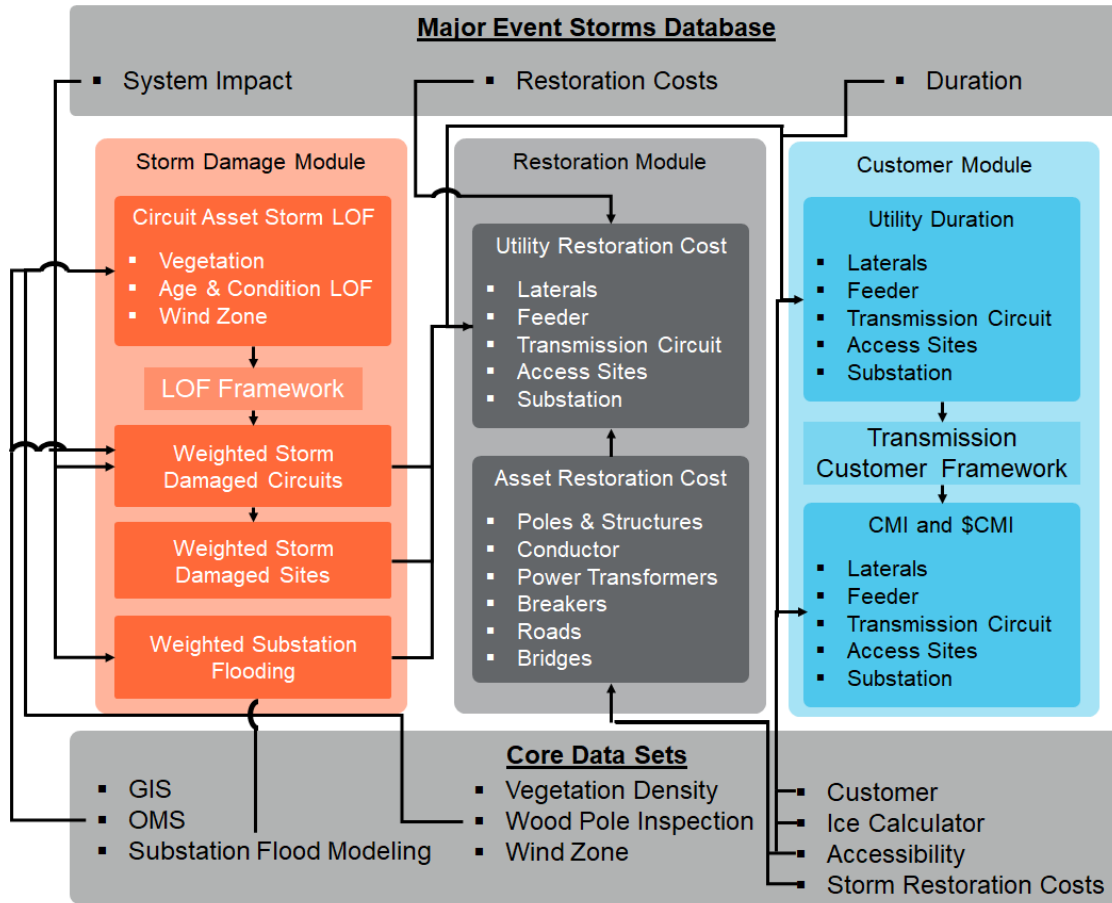 Major Event Storms Database
▪ System Impact
▪ Restoration Costs
▪ Duration
Storm Damage Module
Circuit Asset Storm LOF
▪ Vegetation
▪ Age & Condition LOF
▪ Wind Zone
LOF Framework
Weighted Storm
Damaged Circuits
Weighted Storm
Damaged Sites
Weighted Substation
Flooding
Restoration Module
Utility Restoration Cost
▪ Laterals
▪ Feeder
▪ Transmission Circuit
▪ Access Sites
▪ Substation
Asset Restoration Cost
▪ Poles & Structures
▪ Conductor
▪ Power Transformers
▪ Breakers
▪ Roads
▪ Bridges
Customer Module
Utility Duration
▪ Laterals
▪ Feeder
▪ Transmission Circuit
▪ Access Sites
▪ Substation
Transmission
Customer Framework
CMI and $CMI
▪ Laterals
▪ Feeder
▪ Transmission Circuit
▪ Access Sites
▪ Substation
Core Data Sets
▪ GIS
▪ OMS
▪ Substation Flood Modeling
▪ Vegetation Density
▪ Wood Pole Inspection
▪ Wind Zone
▪ Customer
▪ Ice Calculator
▪ Accessibility
▪ Storm Restoration Costs